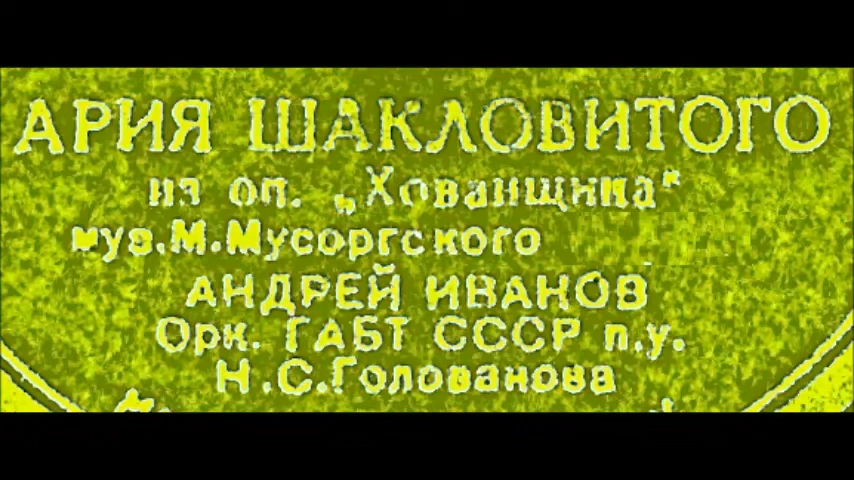 АРИЯ ШАКЛОВИТОГО
из оп. „Хованщина"
муз. М. Мусоргского
АНДРЕЙ ИВАНОВ
Орк. ГАБТ СССР п.у.
Н.С.Голованова